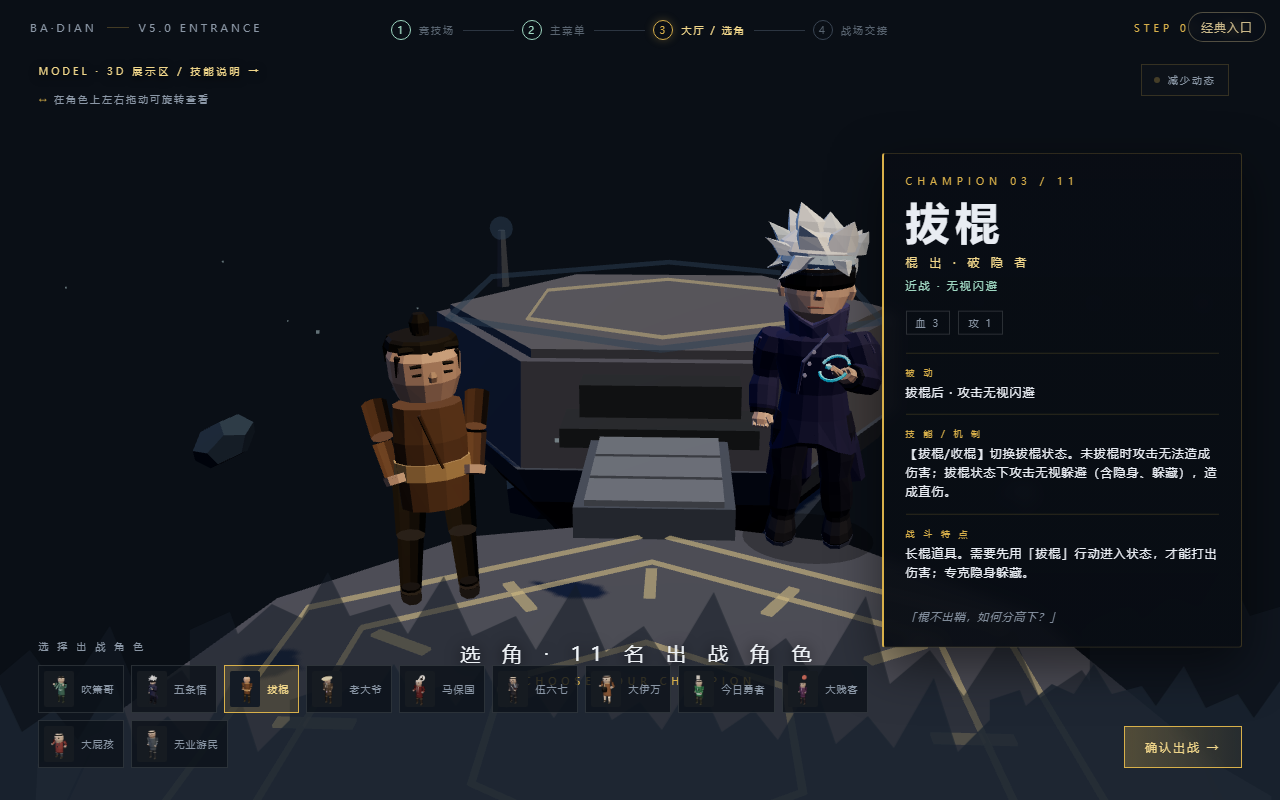 BA·DIAN — V5.0 ENTRANCE
1 竞技场 2 主菜单 3 大厅 / 选角 4 战场交接
STEP 0
经典入口
MODEL · 3D 展示区 / 技能说明 →
↔ 在角色上左右拖动可旋转查看
减少动态
CHAMPION 03 / 11
拔棍
棍出 · 破隐者
近战 · 无视闪避
血 3 攻 1
被动
拔棍后 · 攻击无视闪避
技能/机制
【拔棍/收棍】切换拔棍状态。未拔棍时攻击无法造成
伤害；拔棍状态下攻击无视躲避（含隐身、躲藏），造
成直伤。
战斗特点
长棍道具。需要先用「拔棍」行动进入状态，才能打出
伤害；专克隐身躲藏。
「棍不出鞘，如何分高下？」
选择出战角色
选角 · 11 名出战角色
吹箫哥 五条悟 拔棍 老大爷 马保国 伍六七 大伊万 今日勇者 大贱客
大屁孩 无业游民
确认出战 →